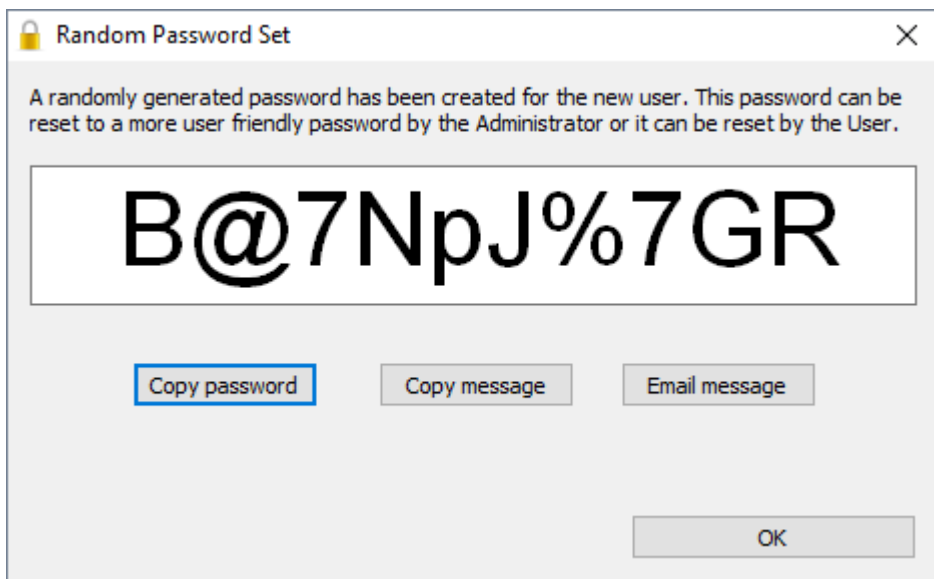 Random Password Set
A randomly generated password has been created for the new user. This password can be
reset to a more user friendly password by the Administrator or it can be reset by the User.
B@7NpJ%7GR
Copy password
Copy message
Email message
OK